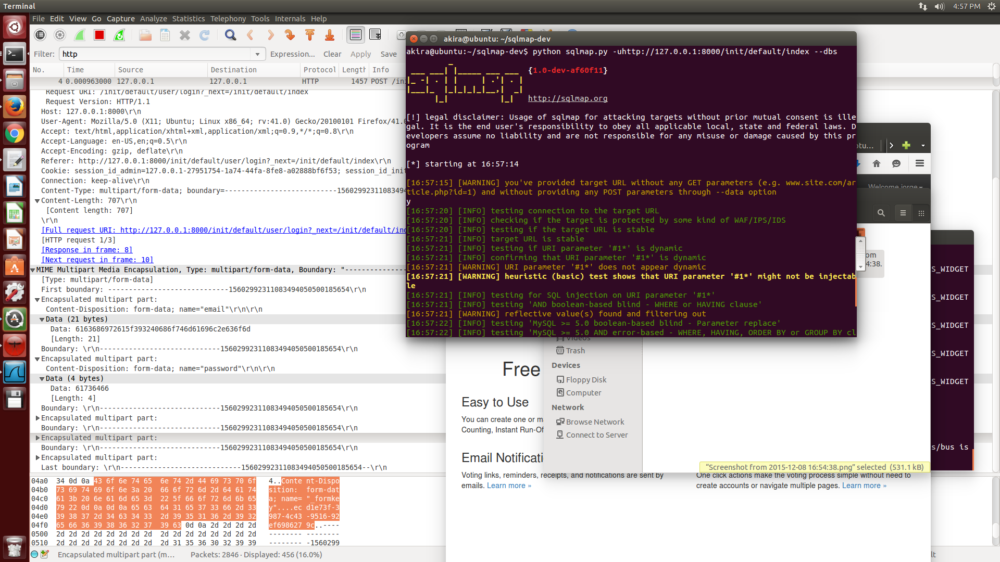 Terminal
4:57 PM
File Edit View Go Capture Analyze Statistics Telephony Tools Internals Help
Filter: http Expression... Clear Apply Save
No. Time Source Destination Protocol Length Info
4 0.000963000 127.0.0.1 127.0.0.1 HTTP 1457 POST /ini
Request URI: /init/default/user/login?_next=/init/default/index
Request Version: HTTP/1.1
Host: 127.0.0.1:8000\r\n
User-Agent: Mozilla/5.0 (X11; Ubuntu; Linux x86_64; rv:41.0) Gecko/20100101 Firefox/41.0
Accept: text/html,application/xhtml+xml,application/xml;q=0.9,*/*;q=0.8\r\n
Accept-Language: en-US,en;q=0.5\r\n
Accept-Encoding: gzip, deflate\r\n
Referer: http://127.0.0.1:8000/init/default/user/login?_next=/init/default/index\r\n
Cookie: session_id_admin=127.0.0.1-27951754-1a74-44fa-8fe8-a02888bf6f53; session_id_init
Connection: keep-alive\r\n
Content-Type: multipart/form-data; boundary=---------------------------15602992311083494
Content-Length: 707\r\n
[Content length: 707]
\r\n
[Full request URI: http://127.0.0.1:8000/init/default/user/login?_next=/init/default/ind
[HTTP request 1/3]
[Response in frame: 8]
[Next request in frame: 10]
MIME Multipart Media Encapsulation, Type: multipart/form-data, Boundary: "---------------
[Type: multipart/form-data]
First boundary: -----------------------------15602992311083494050500185654\r\n
Encapsulated multipart part:
Content-Disposition: form-data; name="email"\r\n\r\n
Data (21 bytes)
Data: 6163686972615f393240686f746d61696c2e636f6d
[Length: 21]
Boundary: \r\n-----------------------------15602992311083494050500185654\r\n
Encapsulated multipart part:
Content-Disposition: form-data; name="password"\r\n\r\n
Data (4 bytes)
Data: 61736466
[Length: 4]
Boundary: \r\n-----------------------------15602992311083494050500185654\r\n
Encapsulated multipart part:
Boundary: \r\n-----------------------------15602992311083494050500185654\r\n
Encapsulated multipart part:
Boundary: \r\n-----------------------------15602992311083494050500185654\r\n
Encapsulated multipart part:
Last boundary: \r\n-----------------------------15602992311083494050500185654--\r\n
04a0 34 0d 0a 43 6f 6e 74 65 6e 74 2d 44 69 73 70 6f 4..Conte nt-Dispo
04b0 73 69 74 69 6f 6e 3a 20 66 6f 72 6d 2d 64 61 74 sition: form-dat
04c0 61 3b 20 6e 61 6d 65 3d 22 5f 66 6f 72 6d 6b 65 a; name= "_formke
04d0 79 22 0d 0a 0d 0a 65 63 64 31 65 37 33 66 2d 33 y"....ec d1e73f-3
04e0 39 38 37 2d 34 63 34 33 2d 39 35 31 36 2d 39 32 987-4c43 -9516-92
04f0 65 66 36 39 38 36 32 37 39 63 0d 0a 2d 2d 2d 2d ef698627 9c..----
0500 2d 2d 2d 2d 2d 2d 2d 2d 2d 2d 2d 2d 2d 2d 2d 2d -------- --------
0510 2d 2d 2d 2d 2d 2d 2d 2d 2d 31 35 36 30 32 39 39 -------- -1560299
Encapsulated multipart part (m... Packets: 2846 · Displayed: 456 (16.0%)
akira@ubuntu: ~/sqlmap-dev
akira@ubuntu:~/sqlmap-dev$ python sqlmap.py -uhttp://127.0.0.1:8000/init/default/index --dbs
{1.0-dev-af60f11}
http://sqlmap.org
[!] legal disclaimer: Usage of sqlmap for attacking targets without prior mutual consent is ille
gal. It is the end user's responsibility to obey all applicable local, state and federal laws. D
evelopers assume no liability and are not responsible for any misuse or damage caused by this pr
ogram
[*] starting at 16:57:14
[16:57:15] [WARNING] you've provided target URL without any GET parameters (e.g. www.site.com/ar
ticle.php?id=1) and without providing any POST parameters through --data option
y
[16:57:20] [INFO] testing connection to the target URL
[16:57:20] [INFO] checking if the target is protected by some kind of WAF/IPS/IDS
[16:57:20] [INFO] testing if the target URL is stable
[16:57:21] [INFO] target URL is stable
[16:57:21] [INFO] testing if URI parameter '#1*' is dynamic
[16:57:21] [INFO] confirming that URI parameter '#1*' is dynamic
[16:57:21] [WARNING] URI parameter '#1*' does not appear dynamic
[16:57:21] [WARNING] heuristic (basic) test shows that URI parameter '#1*' might not be injectab
le
[16:57:21] [INFO] testing for SQL injection on URI parameter '#1*'
[16:57:21] [INFO] testing 'AND boolean-based blind - WHERE or HAVING clause'
[16:57:21] [WARNING] reflective value(s) found and filtering out
[16:57:22] [INFO] testing 'MySQL >= 5.0 boolean-based blind - Parameter replace'
[16:57:22] [INFO] testing 'MySQL >= 5.0 AND error-based - WHERE, HAVING, ORDER BY or GROUP BY cl
otu...
Welcome jorge
om
4:38.
S_WIDGET
S_WIDGET
S_WIDGET
S_WIDGET
S_WIDGET
s/bus is
Videos
Trash
Devices
Floppy Disk
Computer
Network
Browse Network
Connect to Server
"Screenshot from 2015-12-08 16:54:38.png" selected (531.1 kB)
Free
Easy to Use
You can create one or m
Counting, Instant Run-Of
Email Notificati
Voting links, reminders, receipts, and notifications are sent by
emails. Learn more »
One click actions make the voting process simple without need to
create accounts or navigate multiple pages. Learn more »
lt